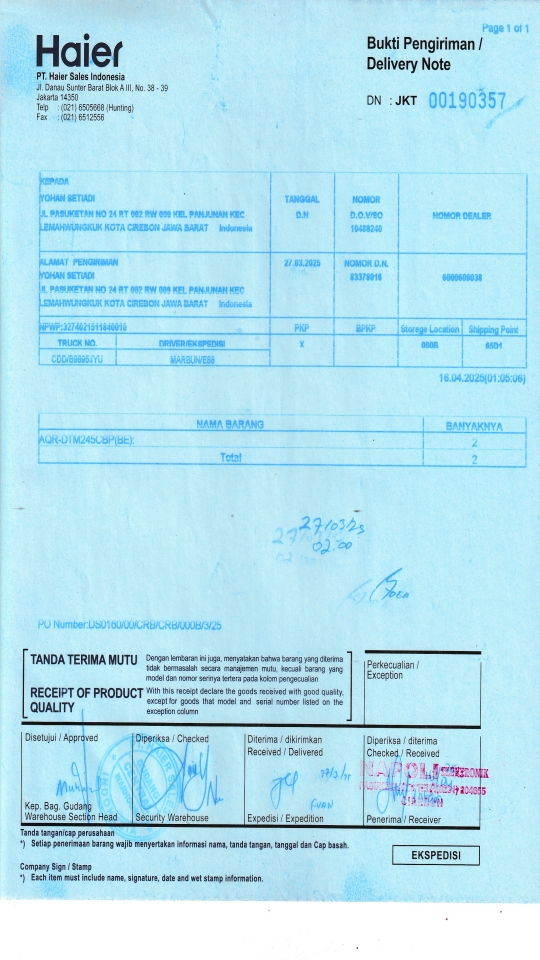 Page 1 of 1
Haier
Bukti Pengiriman /
Delivery Note
PT. Haier Sales Indonesia
Jl. Danau Sunter Barat Blok A III, No. 38 - 39
Jakarta 14350
Telp : (021) 6505668 (Hunting)
Fax : (021) 6512556
DN : JKT 00190357
KEPADA
YOHAN SETIADI
JL PASUKETAN NO 24 RT 002 RW 009 KEL PANJUNAN KEC
LEMAHWUNGKUK KOTA CIREBON JAWA BARAT Indonesia
TANGGAL
D.N
NOMOR
D.O.V/SO
10488240
NOMOR DEALER
ALAMAT PENGIRIMAN
YOHAN SETIADI
JL PASUKETAN NO 24 RT 002 RW 009 KEL PANJUNAN KEC
LEMAHWUNGKUK KOTA CIREBON JAWA BARAT Indonesia
27.03.2025
NOMOR D.N.
83378016
PKP
BPKP
Storege Location
Shipping Point
TRUCK NO.
DRIVER/EKSPEDISI
X
000B
65D1
16.04.2025(01:05:06)
NAMA BARANG
BANYAKNYA
AQR-DTM245CBP(BE):
2
Total
2
27/03/25
02.00
PO Number:DS0160/00/CRB/CRB/000B/3/25
TANDA TERIMA MUTU
Dengan lembaran ini juga, menyatakan bahwa barang yang diterima
tidak bermasalah secara manajemen mutu, kecuali barang yang
model dan nomor serinya tertera pada kolom pengecualian
RECEIPT OF PRODUCT
QUALITY
With this receipt declare the goods received with good quality,
except for goods that model and serial number listed on
the exception column
Perkecualian /
Exception
Disetujui / Approved
Diperiksa / Checked
Diterima / dikirimkan
Received / Delivered
Diperiksa / diterima
Checked / Received
27/3/25
NAPOLI
Kep. Bag. Gudang
Warehouse Section Head
Security Warehouse
Expedisi / Expedition
Penerima / Receiver
Tanda tangan/cap perusahaan
*) Setiap penerimaan barang wajib menyertakan informasi nama, tanda tangan, tanggal dan Cap basah.
EKSPEDISI
Company Sign / Stamp
*) Each item must include name, signature, date and wet stamp information.